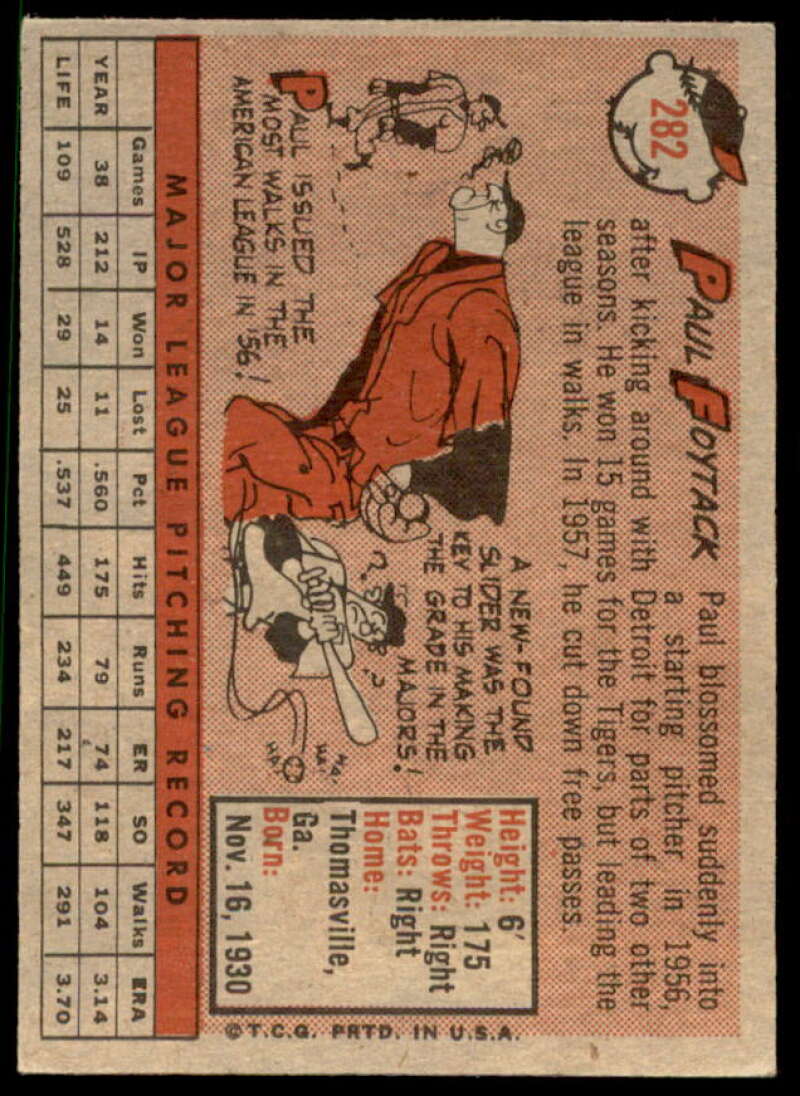 282
PAUL FOYTACK Paul blossomed suddenly into
a starting pitcher in 1956,
after kicking around with Detroit for parts of two other
seasons. He won 15 games for the Tigers, but leading the
league in walks. In 1957, he cut down free passes.
PAUL ISSUED THE
MOST WALKS IN THE
AMERICAN LEAGUE IN '56!
A NEW-FOUND
SLIDER WAS THE
KEY TO HIS MAKING
THE GRADE IN THE
MAJORS!
? ?
HA!
HA!
HA!
Height: 6'
Weight: 175
Throws: Right
Bats: Right
Home:
Thomasville,
Ga.
Born:
Nov. 16, 1930
© T.C.G. PRTD. IN U.S.A.
MAJOR LEAGUE PITCHING RECORD
Games IP Won Lost Pct Hits Runs ER SO Walks ERA
YEAR 38 212 14 11 .560 175 79 74 118 104 3.14
LIFE 109 528 29 25 .537 449 234 217 347 291 3.70